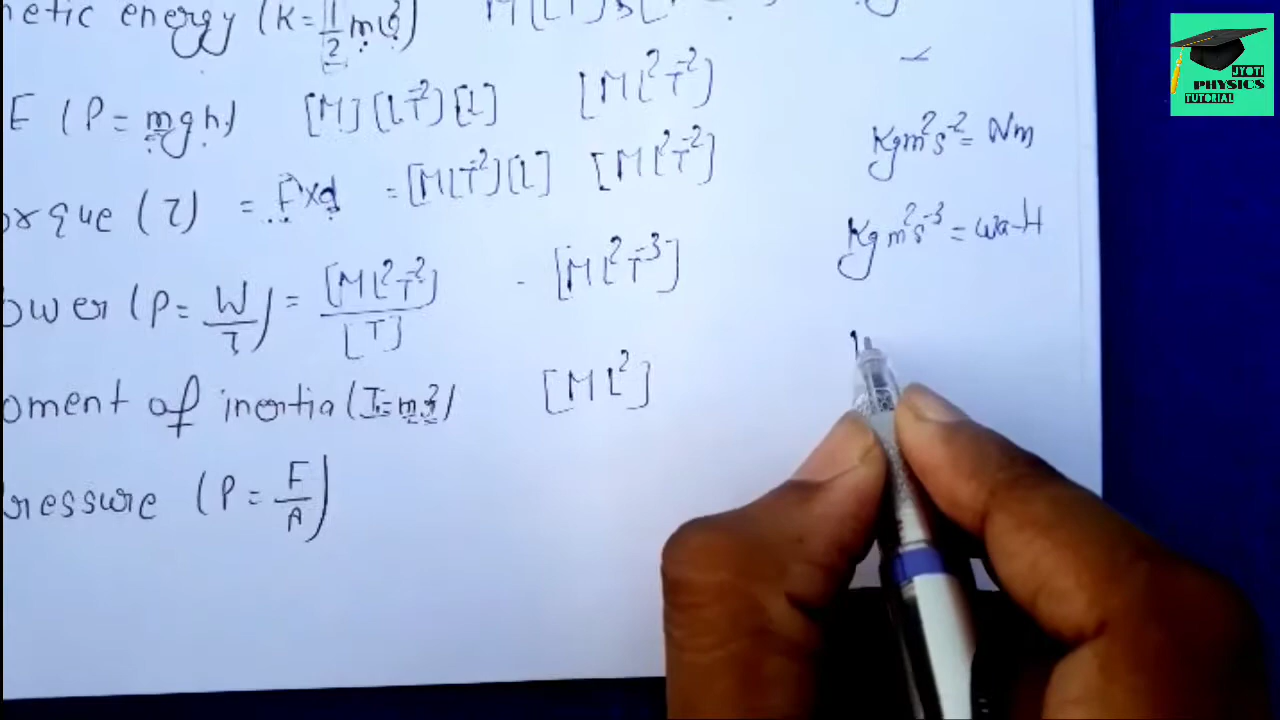 netic energy (K = 1/2 mv²)
E (P = mgh) [M] [LT⁻²] [L] [ML²T⁻²]
orque (τ) = F×d = [MLT⁻²] [L] [ML²T⁻²] Kgm²s⁻² = Nm
ower (P = W/T) = [ML²T⁻²]/[T] - [ML²T⁻³] Kgm²s⁻³ = watt
oment of inertia (I = mr²) [ML²]
ressure (P = F/A)
JYOTI
PHYSICS
TUTORIAL